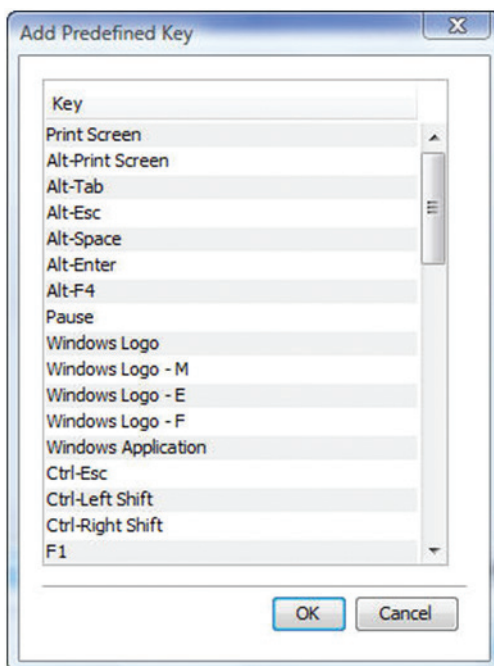 Add Predefined Key
Key
Print Screen
Alt-Print Screen
Alt-Tab
Alt-Esc
Alt-Space
Alt-Enter
Alt-F4
Pause
Windows Logo
Windows Logo - M
Windows Logo - E
Windows Logo - F
Windows Application
Ctrl-Esc
Ctrl-Left Shift
Ctrl-Right Shift
F1
OK Cancel